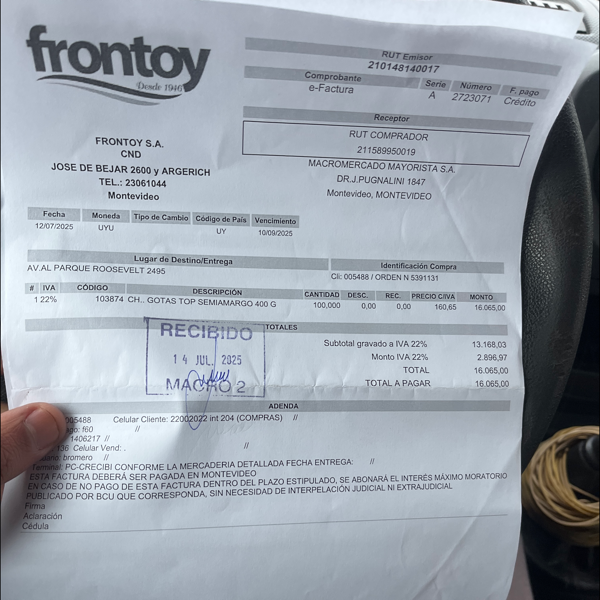 frontoy
Desde 1946
RUT Emisor
210148140017
Comprobante Serie Número F. pago
e-Factura A 2723071 Crédito
Receptor
RUT COMPRADOR
211589950019
MACROMERCADO MAYORISTA S.A.
DR.J.PUGNALINI 1847
Montevideo, MONTEVIDEO
FRONTOY S.A.
CND
JOSE DE BEJAR 2600 y ARGERICH
TEL.: 23061044
Montevideo
Fecha Moneda Tipo de Cambio Código de País Vencimiento
12/07/2025 UYU UY 10/09/2025
Lugar de Destino/Entrega Identificación Compra
AV.AL PARQUE ROOSEVELT 2495 Cli: 005488 / ORDEN N 5391131
# IVA CÓDIGO DESCRIPCIÓN CANTIDAD DESC. REC. PRECIO C/IVA MONTO
1 22% 103874 CH.. GOTAS TOP SEMIAMARGO 400 G 100,000 0,00 0,00 160,65 16.065,00
TOTALES
Subtotal gravado a IVA 22% 13.168,03
Monto IVA 22% 2.896,97
TOTAL 16.065,00
TOTAL A PAGAR 16.065,00
RECIBIDO
14 JUL. 2025
MACRO 2
ADENDA
005488 Celular Cliente: 22002022 int 204 (COMPRAS) //
ago: f60 //
1406217 //
136 Celular Vend: . //
ano: bromero //
Terminal: PC-CRECIBI CONFORME LA MERCADERIA DETALLADA FECHA ENTREGA: //
ESTA FACTURA DEBERÁ SER PAGADA EN MONTEVIDEO
EN CASO DE NO PAGO DE ESTA FACTURA DENTRO DEL PLAZO ESTIPULADO, SE ABONARÁ EL INTERÉS MÁXIMO MORATORIO
PUBLICADO POR BCU QUE CORRESPONDA, SIN NECESIDAD DE INTERPELACIÓN JUDICIAL NI EXTRAJUDICIAL
Firma
Aclaración
Cédula